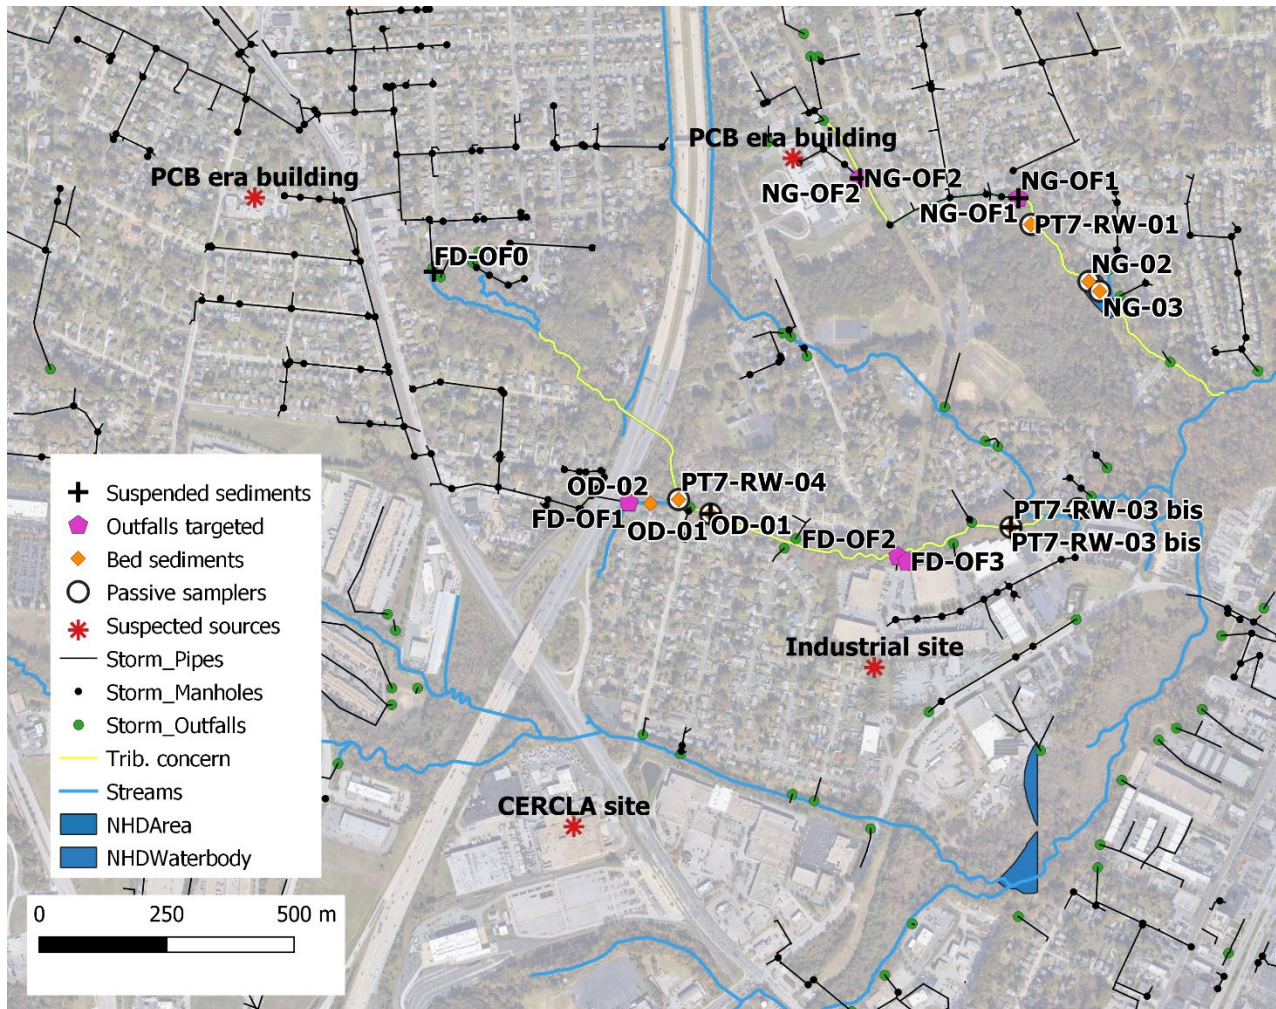 PCB era building
PCB era building
NG-OF2
NG-OF2
NG-OF1
NG-OF1
PT7-RW-01
FD-OF0
NG-02
NG-03
OD-02
PT7-RW-04
FD-OF1
OD-01
OD-01
FD-OF2
FD-OF3
PT7-RW-03 bis
PT7-RW-03 bis
Industrial site
CERCLA site
Suspended sediments
Outfalls targeted
Bed sediments
Passive samplers
Suspected sources
Storm_Pipes
Storm_Manholes
Storm_Outfalls
Trib. concern
Streams
NHDArea
NHDWaterbody
0 250 500 m